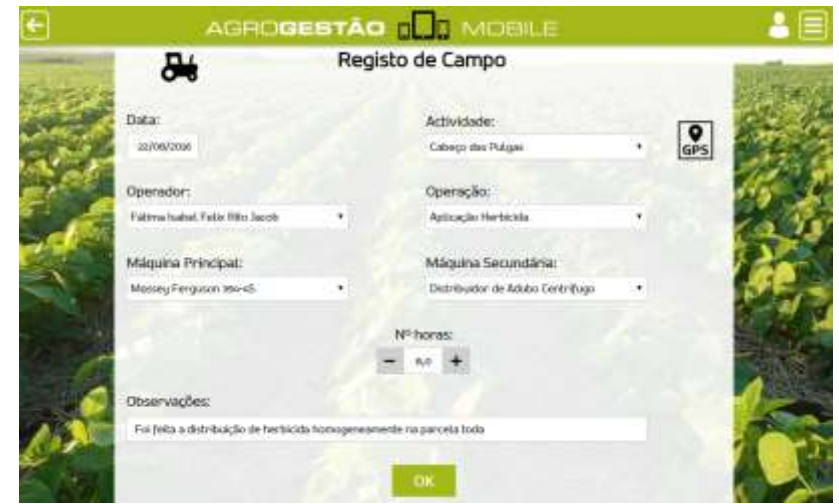 AGROGESTÃO MOBILE
Registo de Campo
Data:
Actividade:
22/06/2016
Cabeço das Pulgas
GPS
Operador:
Operação:
Fátima Isabel Felix Jacob
Aplicação Herbicida
Máquina Principal:
Máquina Secundária:
Massey Ferguson
Distribuidor de Adubo Centrífugo
Nº horas:
- 8,0 +
Observações:
Foi feita a distribuição de herbicida homogeneamente na parcela toda
OK